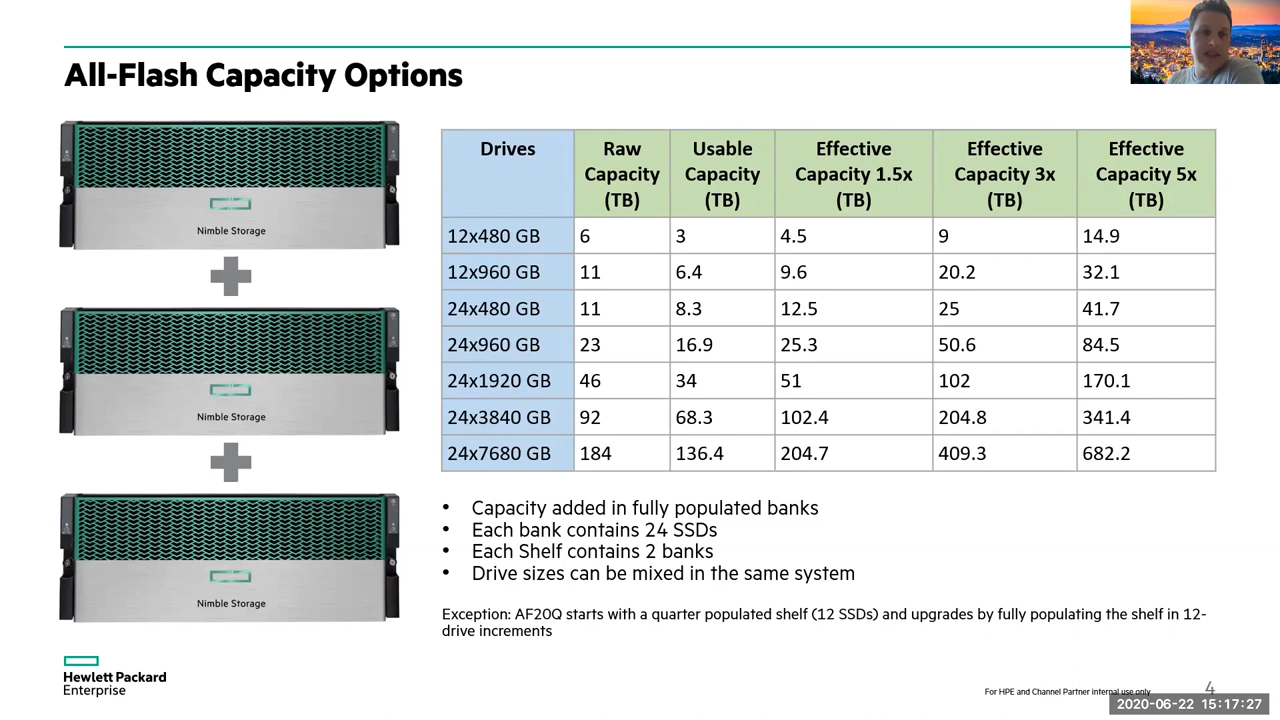 All-Flash Capacity Options
Nimble Storage
Nimble Storage
Nimble Storage
Drives Raw Capacity (TB) Usable Capacity (TB) Effective Capacity 1.5x (TB) Effective Capacity 3x (TB) Effective Capacity 5x (TB)
12x480 GB 6 3 4.5 9 14.9
12x960 GB 11 6.4 9.6 20.2 32.1
24x480 GB 11 8.3 12.5 25 41.7
24x960 GB 23 16.9 25.3 50.6 84.5
24x1920 GB 46 34 51 102 170.1
24x3840 GB 92 68.3 102.4 204.8 341.4
24x7680 GB 184 136.4 204.7 409.3 682.2
• Capacity added in fully populated banks
• Each bank contains 24 SSDs
• Each Shelf contains 2 banks
• Drive sizes can be mixed in the same system
Exception: AF20Q starts with a quarter populated shelf (12 SSDs) and upgrades by fully populating the shelf in 12-
drive increments
Hewlett Packard
Enterprise
For HPE and Channel Partner internal use only
4
2020-06-22 15:17:27